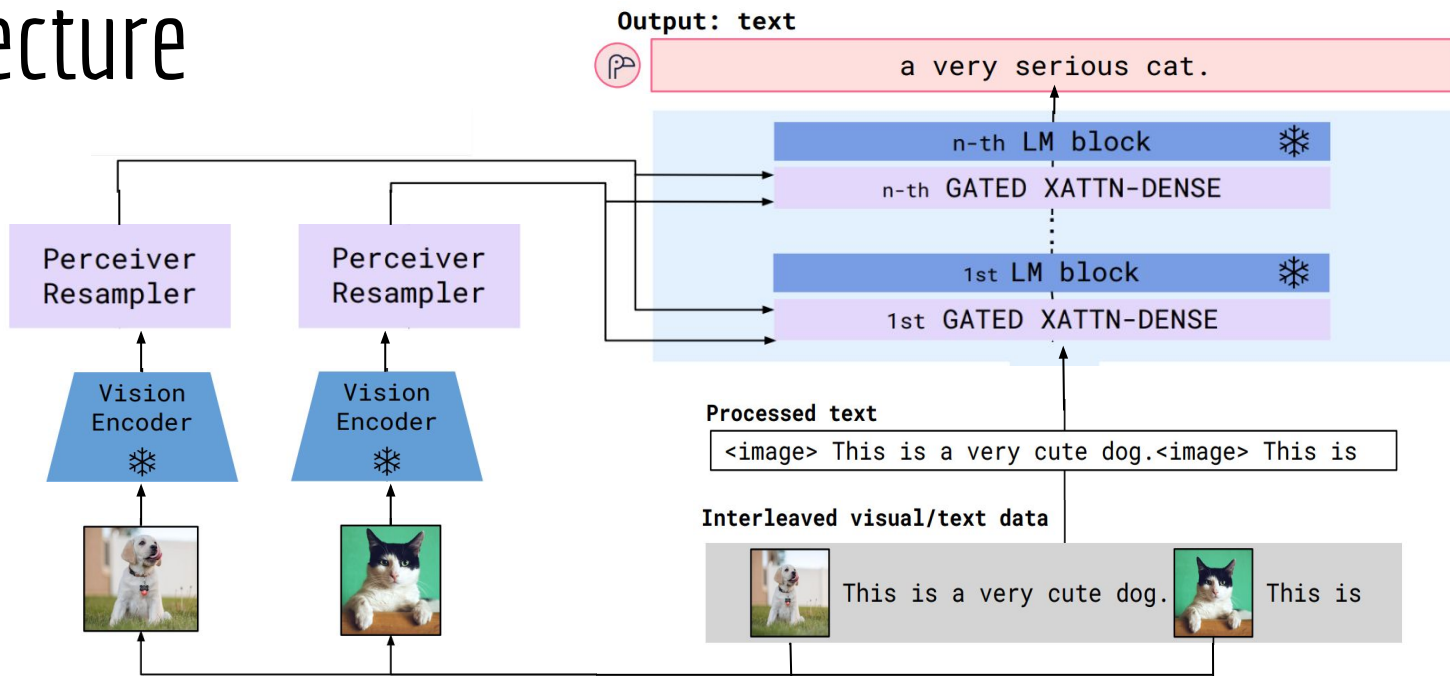 ecture
Output: text
a very serious cat.
n-th LM block
n-th GATED XATTN-DENSE
1st LM block
1st GATED XATTN-DENSE
Perceiver
Resampler
Perceiver
Resampler
Vision
Encoder
Vision
Encoder
Processed text
<image> This is a very cute dog.<image> This is
Interleaved visual/text data
This is a very cute dog.
This is